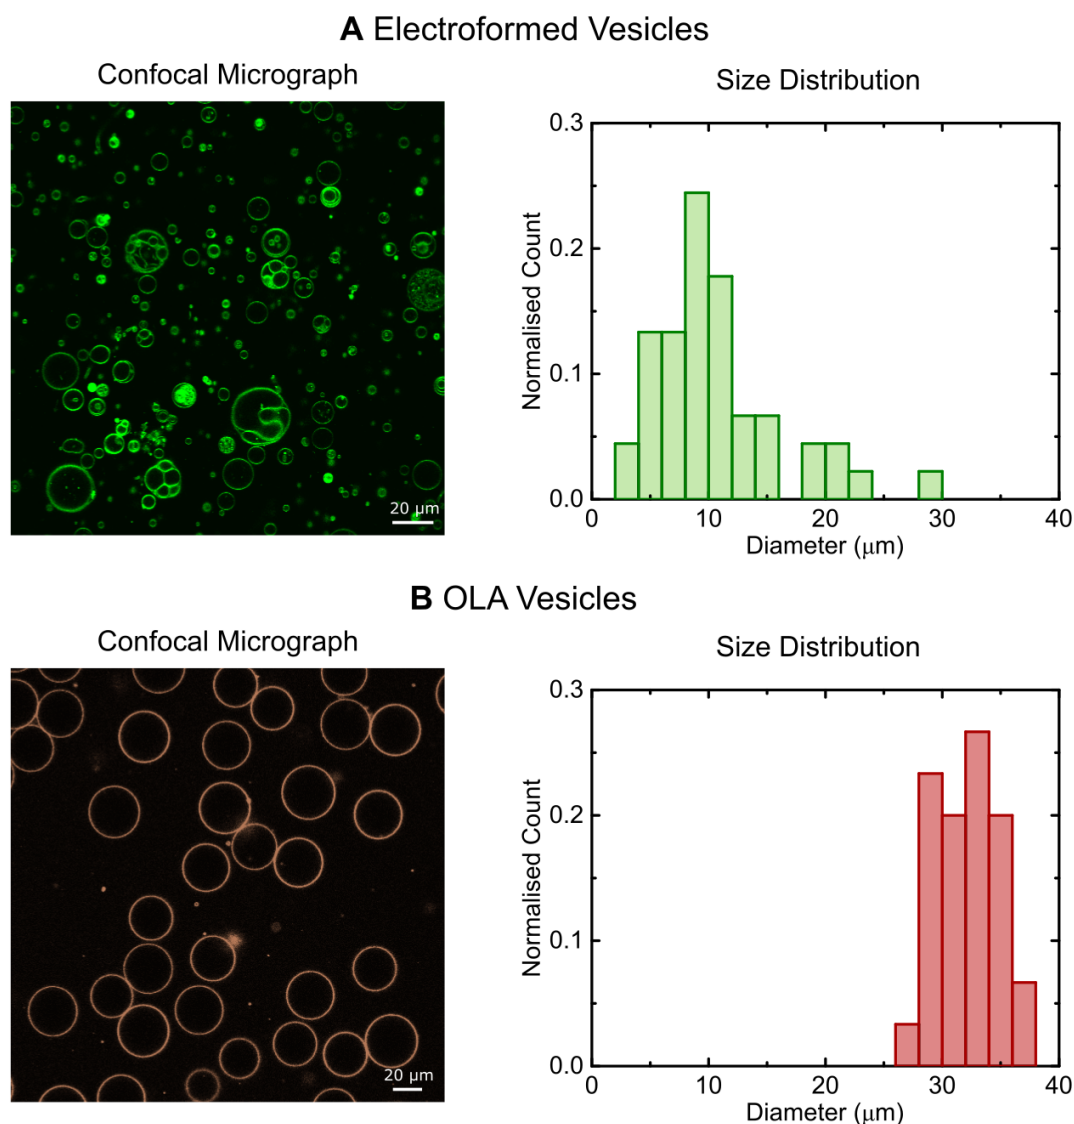 A Electroformed Vesicles
Confocal Micrograph
20 μm
Size Distribution
Normalised Count
0.3
0.2
0.1
0.0
0 10 20 30 40
Diameter (μm)
B OLA Vesicles
Confocal Micrograph
20 μm
Size Distribution
Normalised Count
0.3
0.2
0.1
0.0
0 10 20 30 40
Diameter (μm)